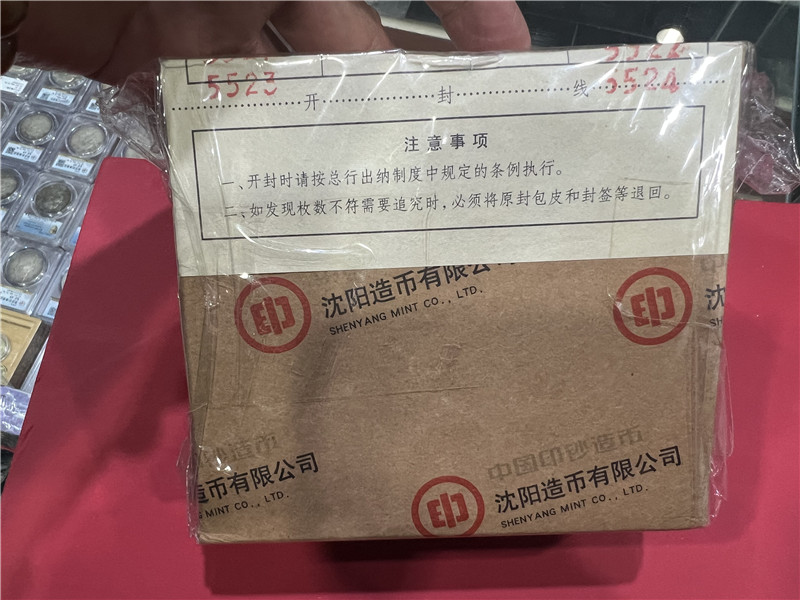 5523
5524
开 封 线
注意事项
一、开封时请按总行出纳制度中规定的条例执行。
二、如发现枚数不符需要追究时，必须将原封包皮和封签等退回。
沈阳造币有限公
SHENYANG MINT CO., LTD.
沈
中国印钞造币
阳造币有限公司
MINT CO., LTD.
沈阳造币有限公司
SHENYANG MINT CO., LTD.